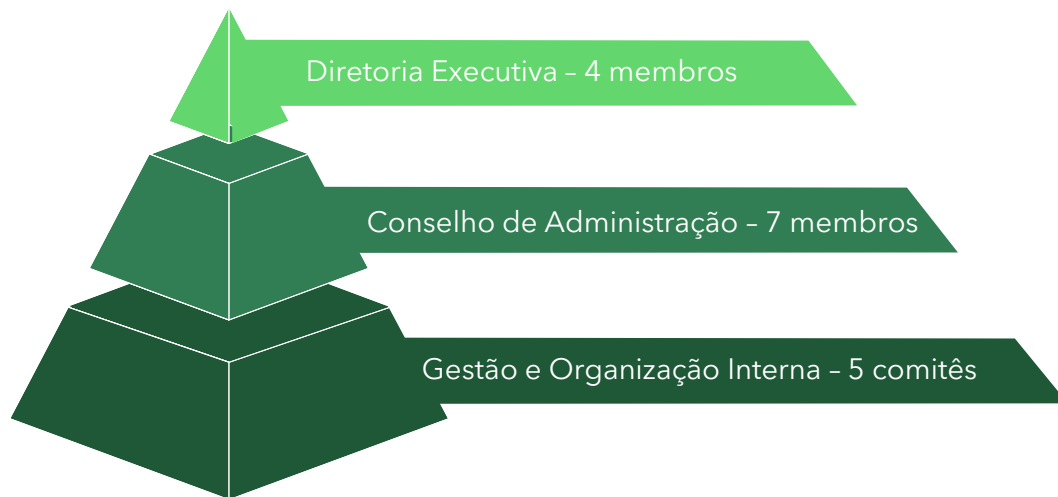 Diretoria Executiva – 4 membros
Conselho de Administração – 7 membros
Gestão e Organização Interna – 5 comitês